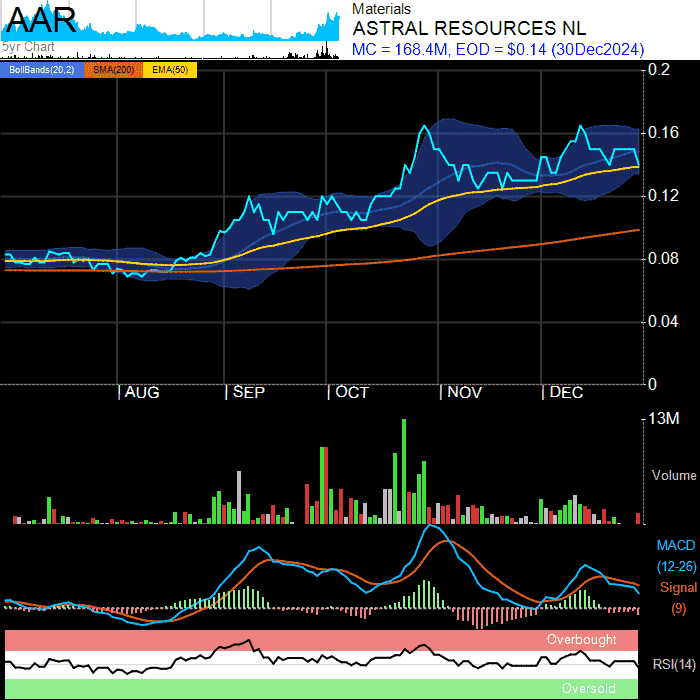 AAR
5yr Chart
Materials
ASTRAL RESOURCES NL
MC = 168.4M, EOD = $0.14 (30Dec2024)
BollBands(20,2) SMA(200) EMA(50)
0.2
0.16
0.12
0.08
0.04
0
AUG SEP OCT NOV DEC
13M
Volume
MACD
(12-26)
Signal
(9)
Overbought
RSI(14)
Oversold